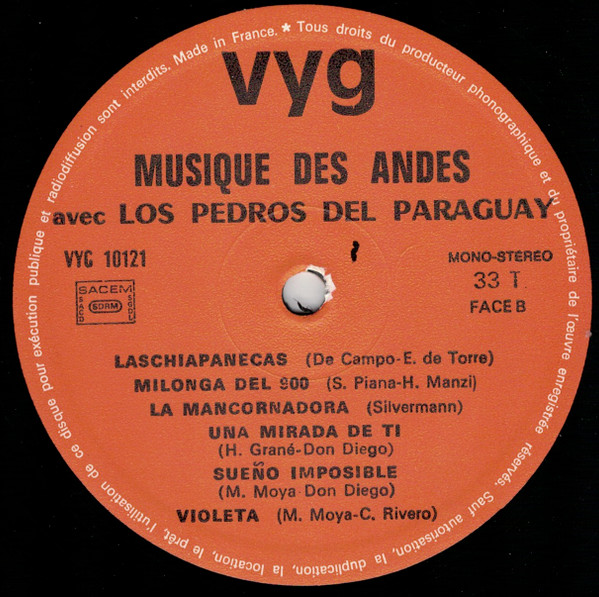 vyg
MUSIQUE DES ANDES
avec LOS PEDROS DEL PARAGUAY
VYG 10121
MONO-STÉREO
33 T
FACE B
SACEM
SACD
SDRM
SGDL
LASCHIAPANECAS (De Campo-E. de Torre)
MILONGA DEL 900 (S. Piana-H. Manzi)
LA MANCORNADORA (Silvermann)
UNA MIRADA DE TI
(H. Grané-Don Diego)
SUEÑO IMPOSIBLE
(M. Moya-Don Diego)
VIOLETA (M. Moya-C. Rivero)
★ Tous droits du producteur phonographique et du propriétaire de l'œuvre enregistrée réservés. Sauf autorisation, la duplication, la location, le prêt, l'utilisation de ce disque pour exécution publique et radiodiffusion sont interdits. Made in France.